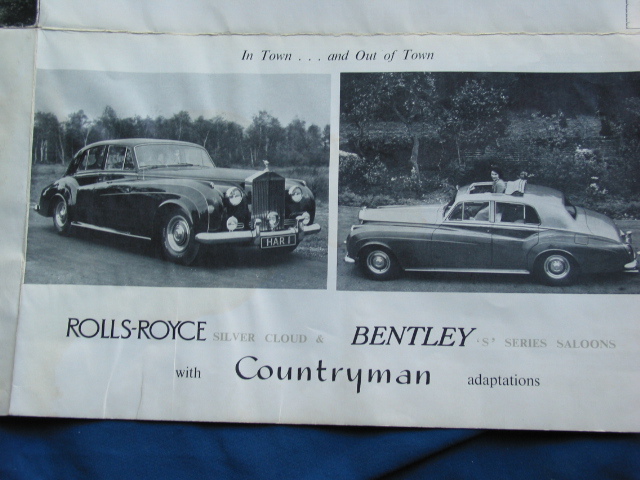 In Town . . . and Out of Town
HAR 1
ROLLS-ROYCE SILVER CLOUD & BENTLEY 'S' SERIES SALOONS
with Countryman adaptations